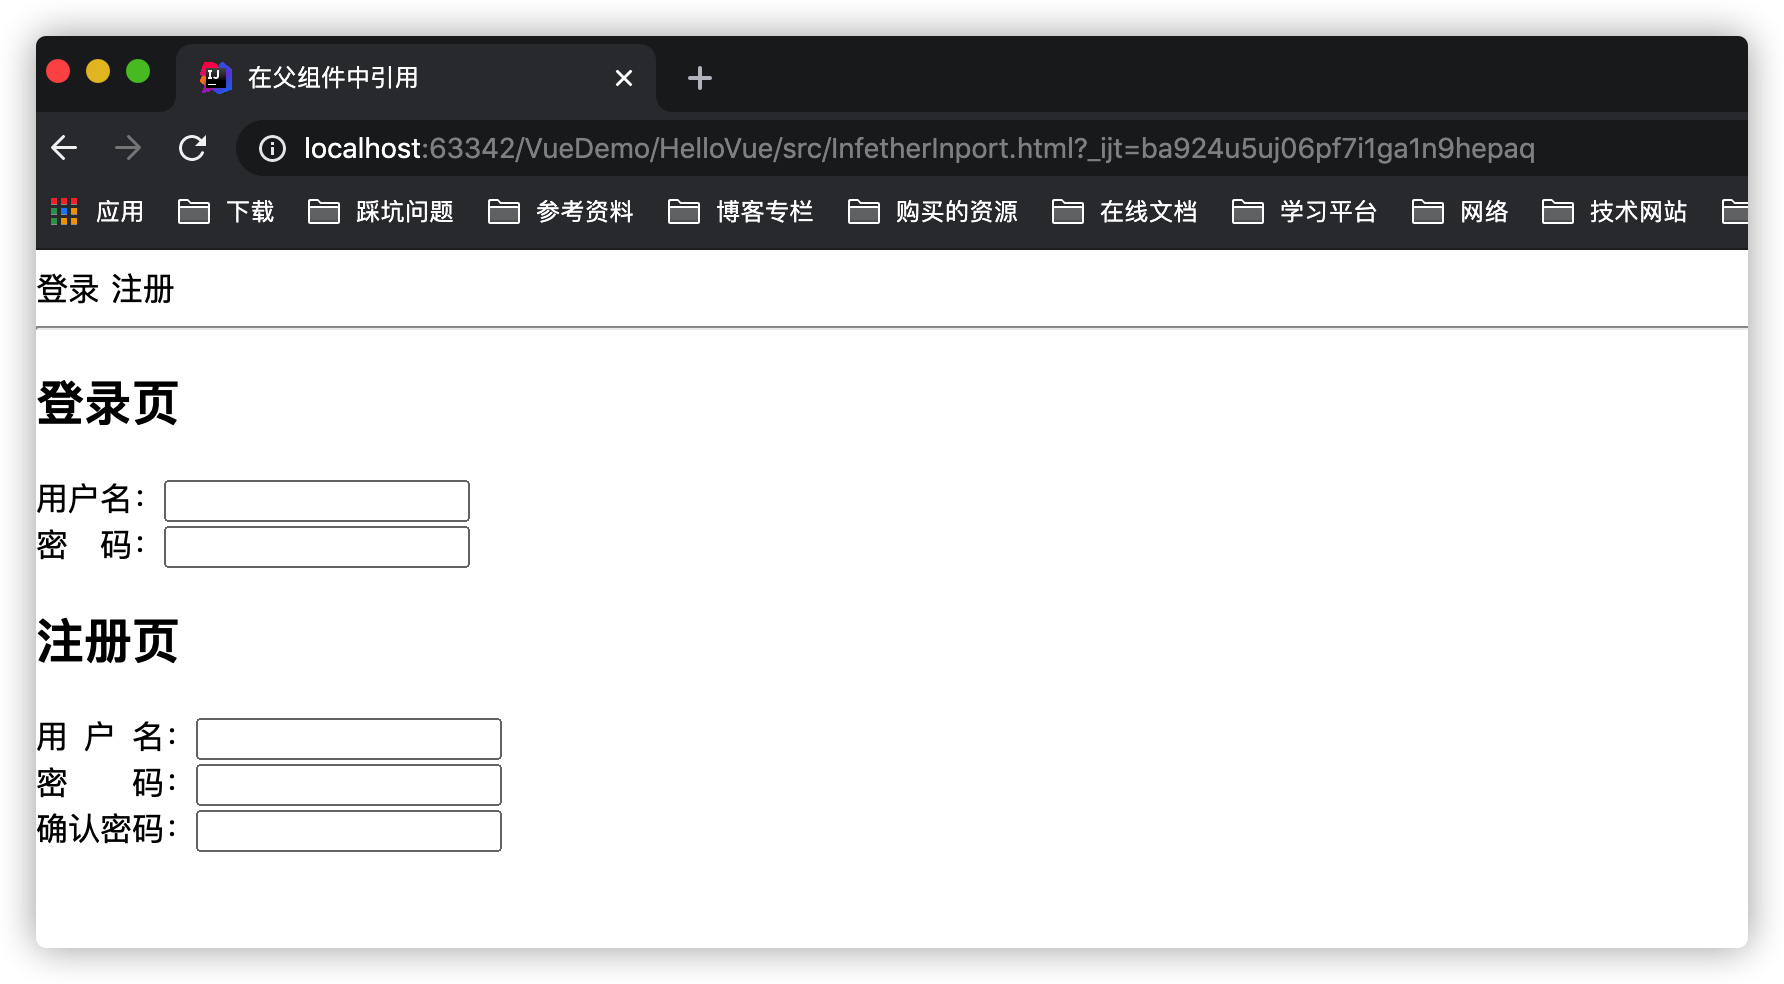 在父组件中引用
localhost:63342/VueDemo/HelloVue/src/InfetherInport.html?_ijt=ba924u5uj06pf7i1ga1n9hepaq
应用 下载 踩坑问题 参考资料 博客专栏 购买的资源 在线文档 学习平台 网络 技术网站
登录 注册
登录页
用户名：
密　码：
注册页
用 户 名：
密　　码：
确认密码：